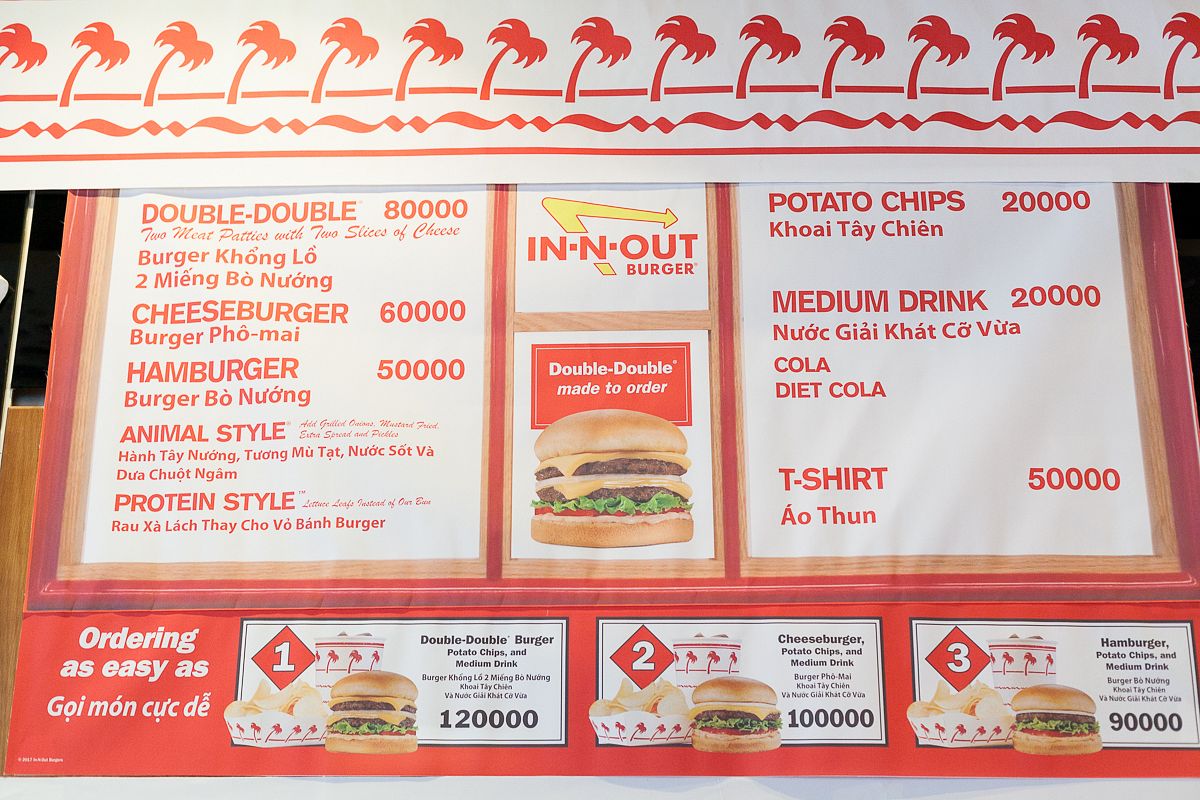 DOUBLE-DOUBLE® 80000
Two Meat Patties with Two Slices of Cheese
Burger Khổng Lồ
2 Miếng Bò Nướng
CHEESEBURGER 60000
Burger Phô-mai
HAMBURGER 50000
Burger Bò Nướng
ANIMAL STYLE® Add Grilled Onions, Mustard Fried,
Extra Spread and Pickles
Hành Tây Nướng, Tương Mù Tạt, Nước Sốt Và
Dưa Chuột Ngâm
PROTEIN STYLE™ Lettuce Leafs Instead of Our Bun
Rau Xà Lách Thay Cho Vỏ Bánh Burger
IN-N-OUT
BURGER®
Double-Double®
made to order
POTATO CHIPS 20000
Khoai Tây Chiên
MEDIUM DRINK 20000
Nước Giải Khát Cỡ Vừa
COLA
DIET COLA
T-SHIRT 50000
Áo Thun
Ordering
as easy as
Gọi món cực dễ
1
Double-Double® Burger
Potato Chips, and
Medium Drink
Burger Khổng Lồ 2 Miếng Bò Nướng
Khoai Tây Chiên
Và Nước Giải Khát Cỡ Vừa
120000
2
Cheeseburger,
Potato Chips, and
Medium Drink
Burger Phô-Mai
Khoai Tây Chiên
Và Nước Giải Khát Cỡ Vừa
100000
3
Hamburger,
Potato Chips, and
Medium Drink
Burger Bò Nướng
Khoai Tây Chiên
Và Nước Giải Khát Cỡ Vừa
90000
© 2017 In-N-Out Burgers